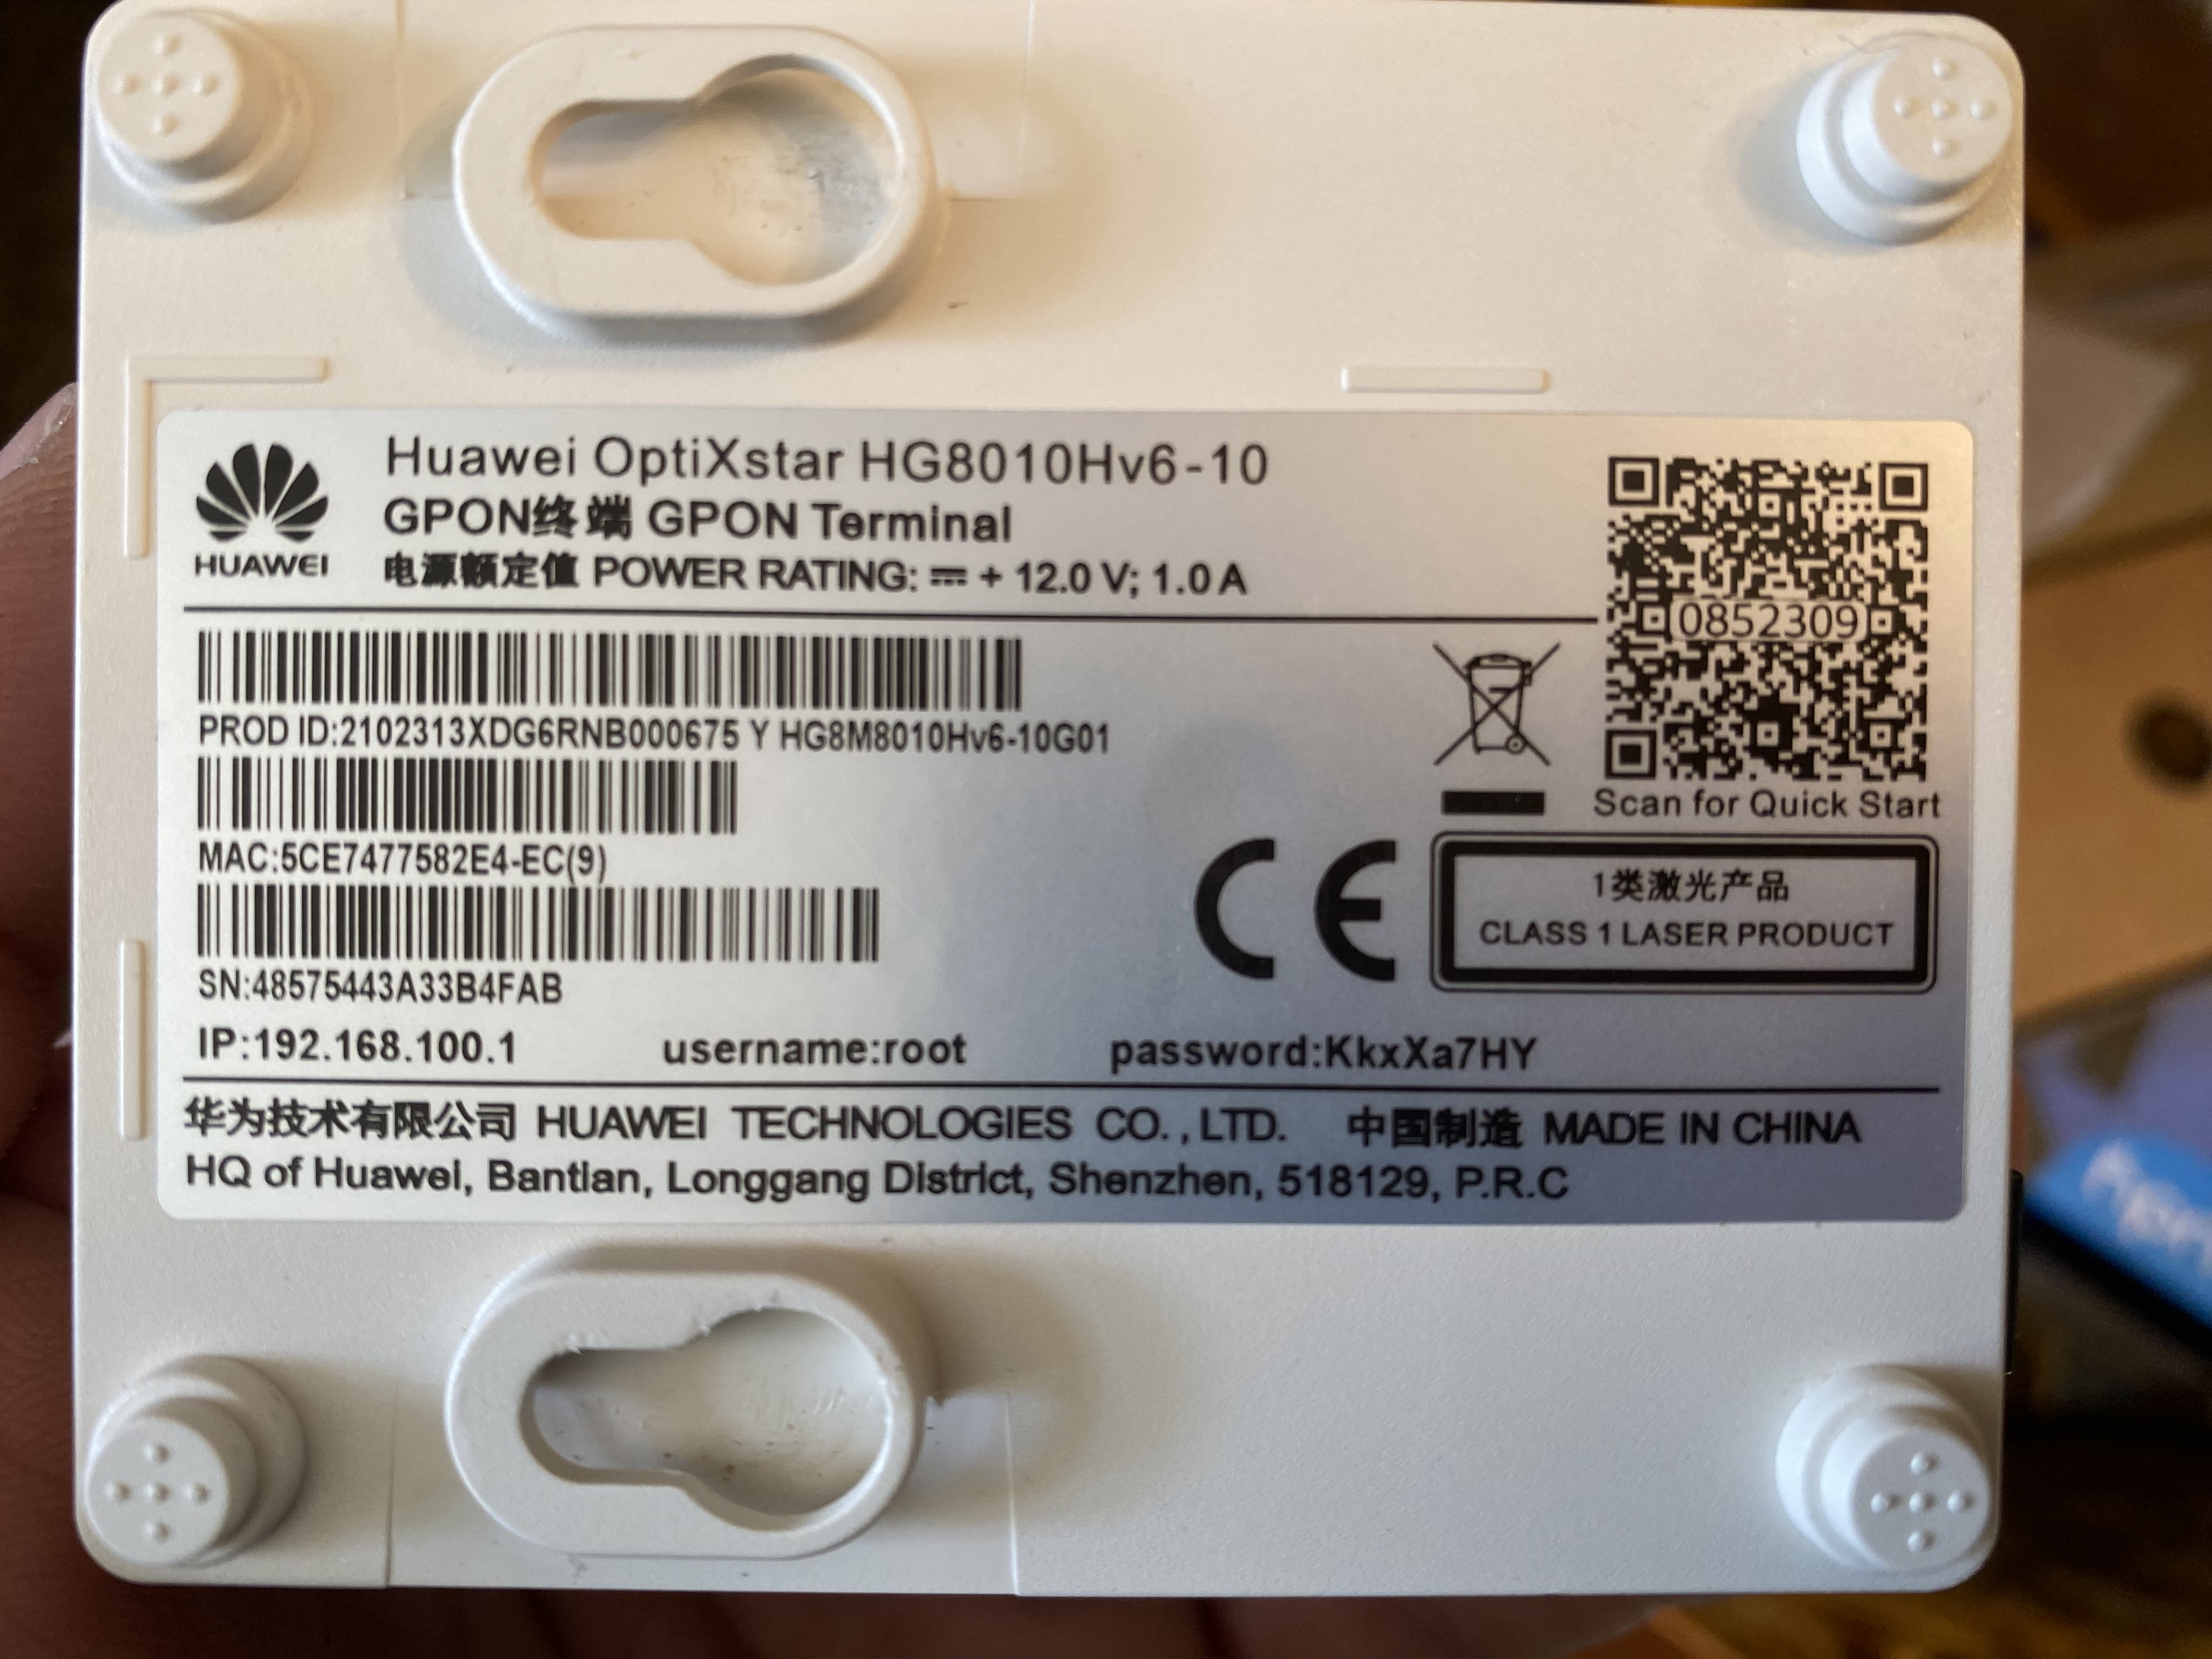 Huawei OptiXstar HG8010Hv6-10
GPON终端 GPON Terminal
HUAWEI
电源额定值 POWER RATING: ⎓ + 12.0 V; 1.0 A
0852309
PROD ID:2102313XDG6RNB000675 Y HG8M8010Hv6-10G01
Scan for Quick Start
MAC:5CE7477582E4-EC(9)
CE
1类激光产品
CLASS 1 LASER PRODUCT
SN:48575443A33B4FAB
IP:192.168.100.1 username:root password:KkxXa7HY
华为技术有限公司 HUAWEI TECHNOLOGIES CO.,LTD. 中国制造 MADE IN CHINA
HQ of Huawei, Bantian, Longgang District, Shenzhen, 518129, P.R.C